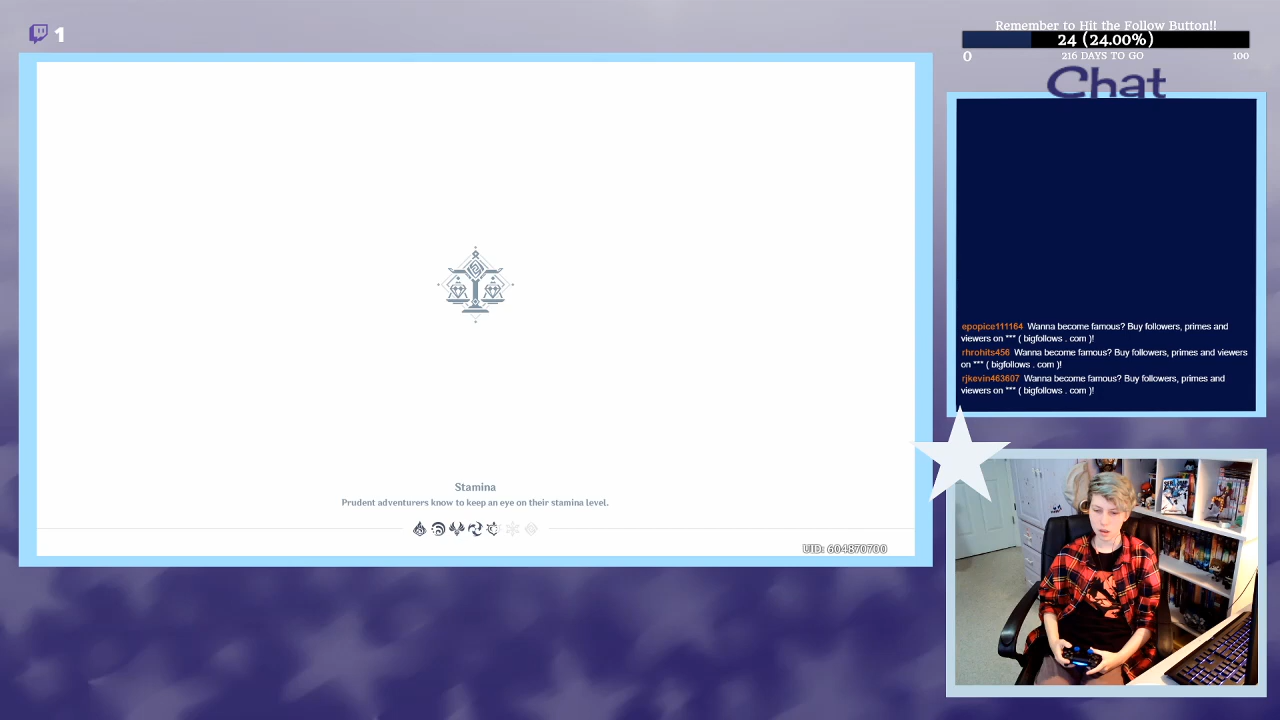 1
Remember to Hit the Follow Button!!
24 (24.00%)
0
216 DAYS TO GO
100
Chat
epopice111164 Wanna become famous? Buy followers, primes and
viewers on *** ( bigfollows . com )!
rhrohits456 Wanna become famous? Buy followers, primes and viewers
on *** ( bigfollows . com )!
rjkevin463607 Wanna become famous? Buy followers, primes and
viewers on *** ( bigfollows . com )!
Stamina
Prudent adventurers know to keep an eye on their stamina level.
UID: 604870700